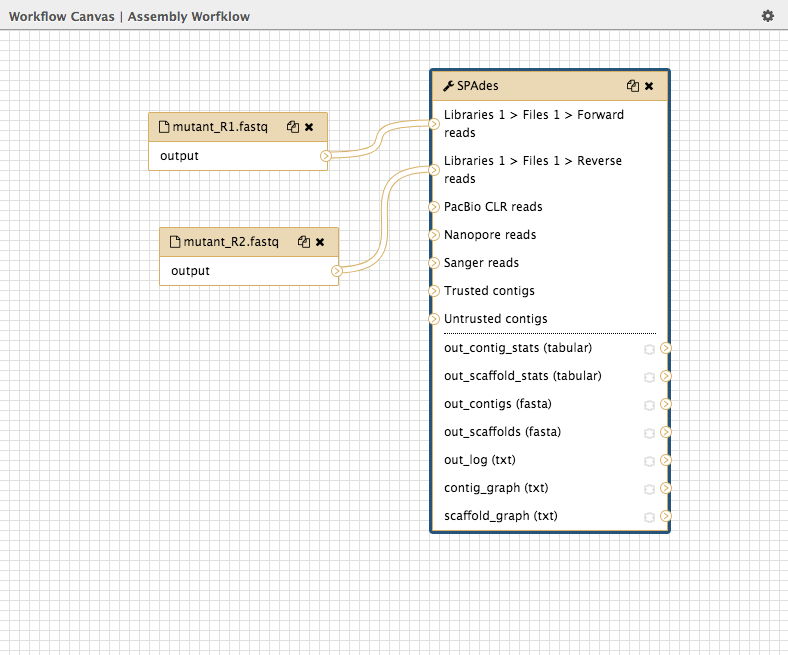 Workflow Canvas | Assembly Worfklow
mutant_R1.fastq
output
mutant_R2.fastq
output
SPAdes
Libraries 1 > Files 1 > Forward
reads
Libraries 1 > Files 1 > Reverse
reads
PacBio CLR reads
Nanopore reads
Sanger reads
Trusted contigs
Untrusted contigs
out_contig_stats (tabular)
out_scaffold_stats (tabular)
out_contigs (fasta)
out_scaffolds (fasta)
out_log (txt)
contig_graph (txt)
scaffold_graph (txt)